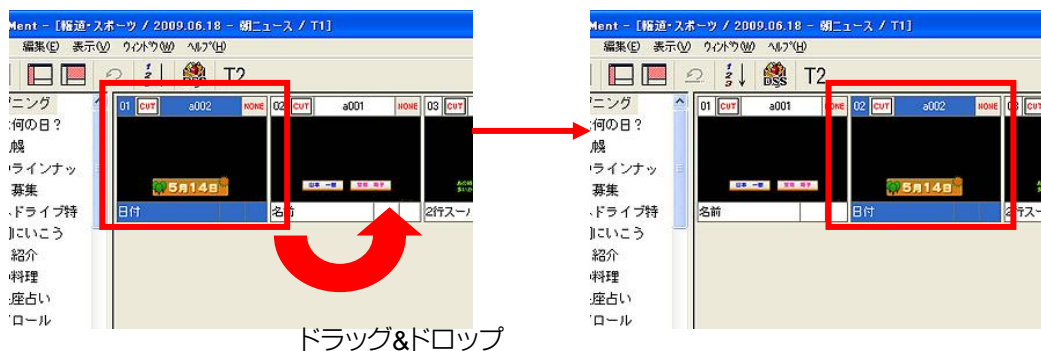 Ment - [報道・スポーツ / 2009.06.18 - 朝ニュース / T1]
編集(E) 表示(V) ウィンドウ(W) ヘルプ(H)
T2
ニング
何の日？
幌
ラインナッ
募集
ドライブ特
にいこう
紹介
料理
座占い
ロール
01 CUT a002 NONE
5月14日
日付
02 CUT a001 NONE
名前
03 CUT
2行スーパ
ドラッグ&ドロップ
Ment - [報道・スポーツ / 2009.06.18 - 朝ニュース / T1]
編集(E) 表示(V) ウィンドウ(W) ヘルプ(H)
T2
ニング
何の日？
幌
ラインナッ
募集
ドライブ特
にいこう
紹介
料理
座占い
ロール
01 CUT a001 NONE
名前
02 CUT a002 NONE
5月14日
日付
03 CUT
2行スーパ